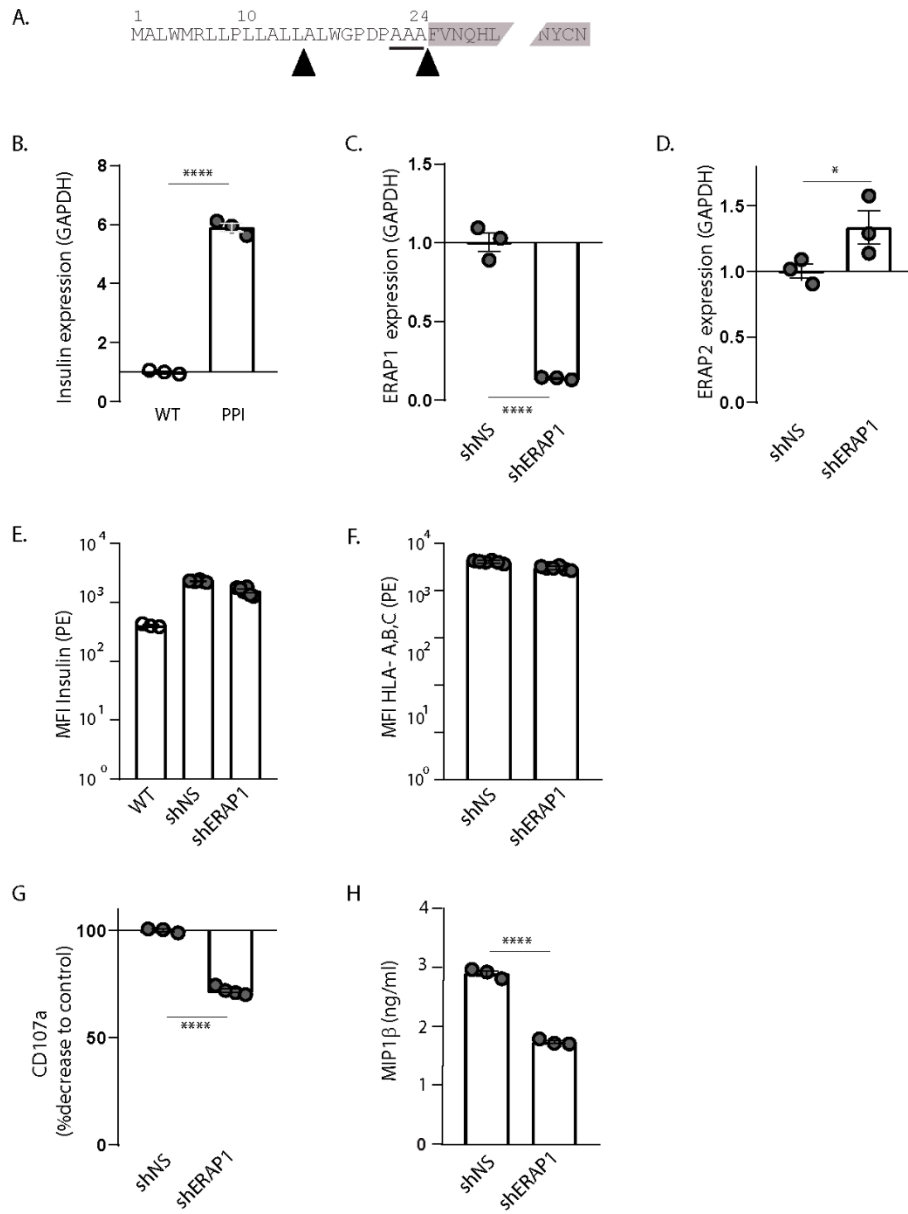 A.
1 10 24
MALWMRLLPLLALLALWGPDPAAAFVNQHL NYCN
B.
Insulin expression (GAPDH)
8
6
4
2
0
****
WT PPI
C.
ERAP1 expression (GAPDH)
1.5
1.0
0.5
0.0
****
shNS shERAP1
D.
ERAP2 expression (GAPDH)
1.5
1.0
0.5
0.0
*
shNS shERAP1
E.
MFI Insulin (PE)
10⁴
10³
10²
10¹
10⁰
WT shNS shERAP1
F.
MFI HLA- A,B,C (PE)
10⁴
10³
10²
10¹
10⁰
shNS shERAP1
G
CD107a
(%decrease to control)
100
50
0
****
shNS shERAP1
H
MIP1β (ng/ml)
4
3
2
1
0
****
shNS shERAP1